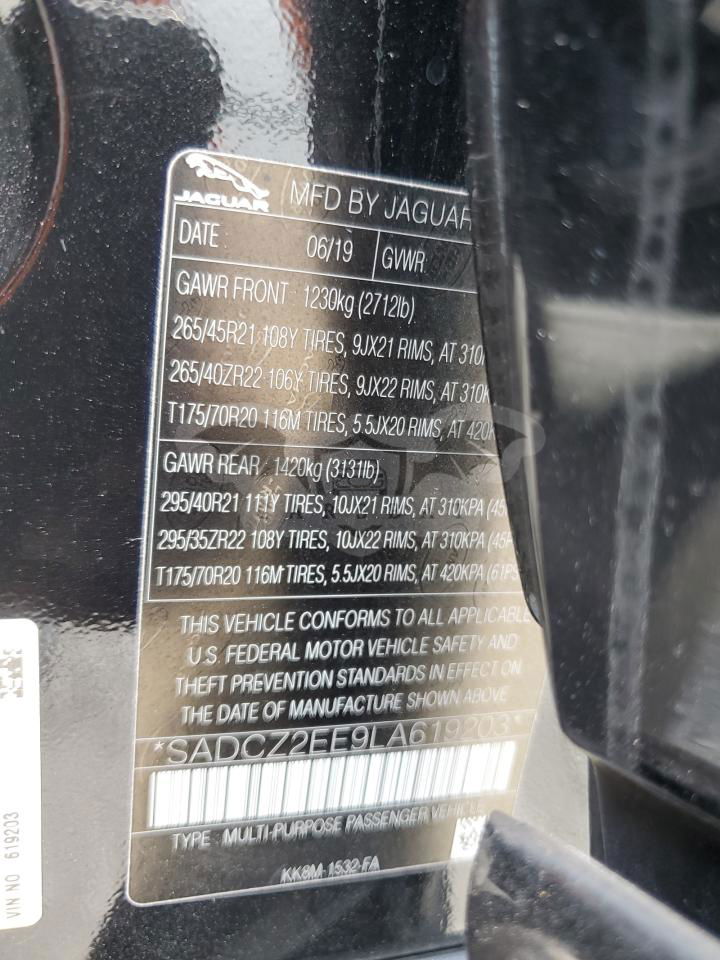 JAGUAR
MFD BY JAGUAR
DATE : 06/19 GVWR
GAWR FRONT : 1230kg (2712lb)
265/45R21 108Y TIRES, 9JX21 RIMS, AT 310
265/40ZR22 106Y TIRES, 9JX22 RIMS, AT 310K
T175/70R20 116M TIRES, 5.5JX20 RIMS, AT 420K
GAWR REAR : 1420kg (3131lb)
295/40R21 111Y TIRES, 10JX21 RIMS, AT 310KPA (45
295/35ZR22 108Y TIRES, 10JX22 RIMS, AT 310KPA (45P
T175/70R20 116M TIRES, 5.5JX20 RIMS, AT 420KPA (61PS
THIS VEHICLE CONFORMS TO ALL APPLICABLE
U.S. FEDERAL MOTOR VEHICLE SAFETY AND
THEFT PREVENTION STANDARDS IN EFFECT ON
THE DATE OF MANUFACTURE SHOWN ABOVE
*SADCZ2EE9LA619203*
TYPE : MULTI-PURPOSE PASSENGER VEHICLE
KK8M-1532-FA
VIN NO 619203